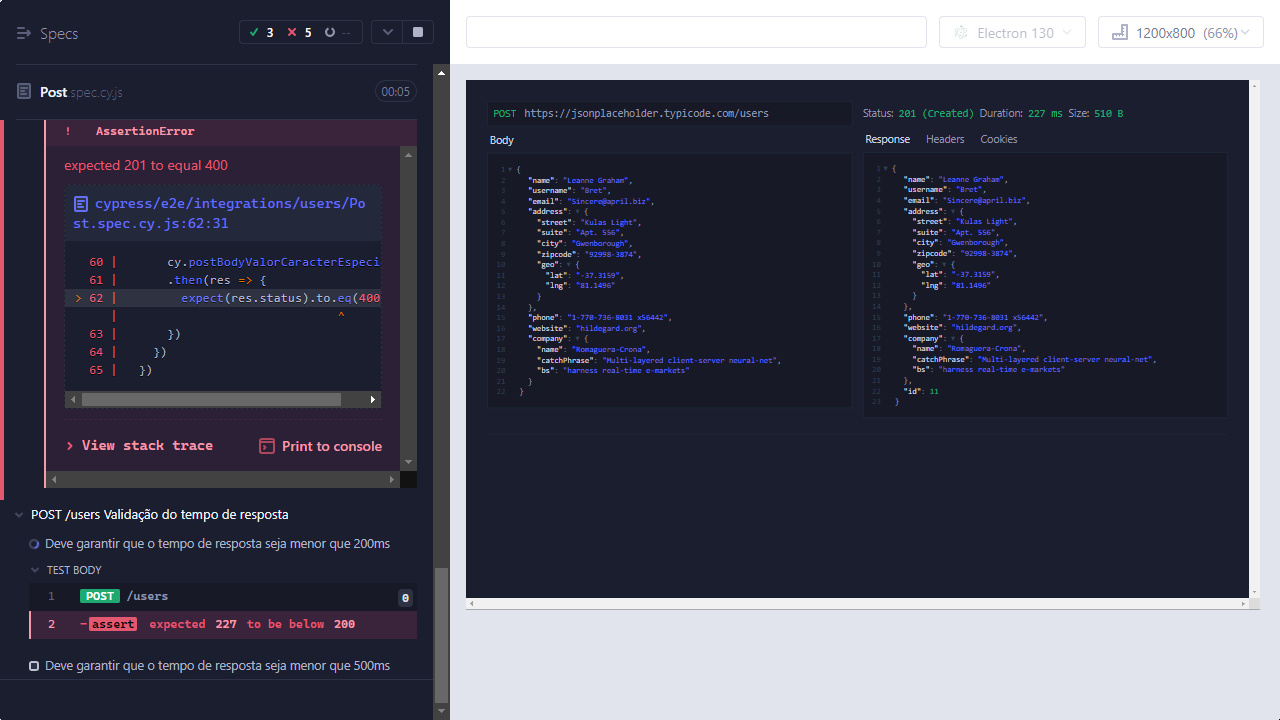 Specs
3 5 --
Electron 130
1200x800 (66%)
Post.spec.cy.js 00:05
! AssertionError
expected 201 to equal 400
cypress/e2e/integrations/users/Po
st.spec.cy.js:62:31
60 | cy.postBodyValorCaracterEspeci
61 | .then(res => {
> 62 | expect(res.status).to.eq(400
| ^
63 | })
64 | })
65 | })
> View stack trace
Print to console
POST /users Validação do tempo de resposta
Deve garantir que o tempo de resposta seja menor que 200ms
TEST BODY
1 POST /users 0
2 -assert expected 227 to be below 200
Deve garantir que o tempo de resposta seja menor que 500ms
POST https://jsonplaceholder.typicode.com/users
Body
1 {
2 "name": "Leanne Graham",
3 "username": "Bret",
4 "email": "Sincere@april.biz",
5 "address": {
6 "street": "Kulas Light",
7 "suite": "Apt. 556",
8 "city": "Gwenborough",
9 "zipcode": "92998-3874",
10 "geo": {
11 "lat": "-37.3159",
12 "lng": "81.1496"
13 }
14 },
15 "phone": "1-770-736-8031 x56442",
16 "website": "hildegard.org",
17 "company": {
18 "name": "Romaguera-Crona",
19 "catchPhrase": "Multi-layered client-server neural-net",
20 "bs": "harness real-time e-markets"
21 }
22 }
Status: 201 (Created) Duration: 227 ms Size: 510 B
Response Headers Cookies
1 {
2 "name": "Leanne Graham",
3 "username": "Bret",
4 "email": "Sincere@april.biz",
5 "address": {
6 "street": "Kulas Light",
7 "suite": "Apt. 556",
8 "city": "Gwenborough",
9 "zipcode": "92998-3874",
10 "geo": {
11 "lat": "-37.3159",
12 "lng": "81.1496"
13 }
14 },
15 "phone": "1-770-736-8031 x56442",
16 "website": "hildegard.org",
17 "company": {
18 "name": "Romaguera-Crona",
19 "catchPhrase": "Multi-layered client-server neural-net",
20 "bs": "harness real-time e-markets"
21 },
22 "id": 11
23 }